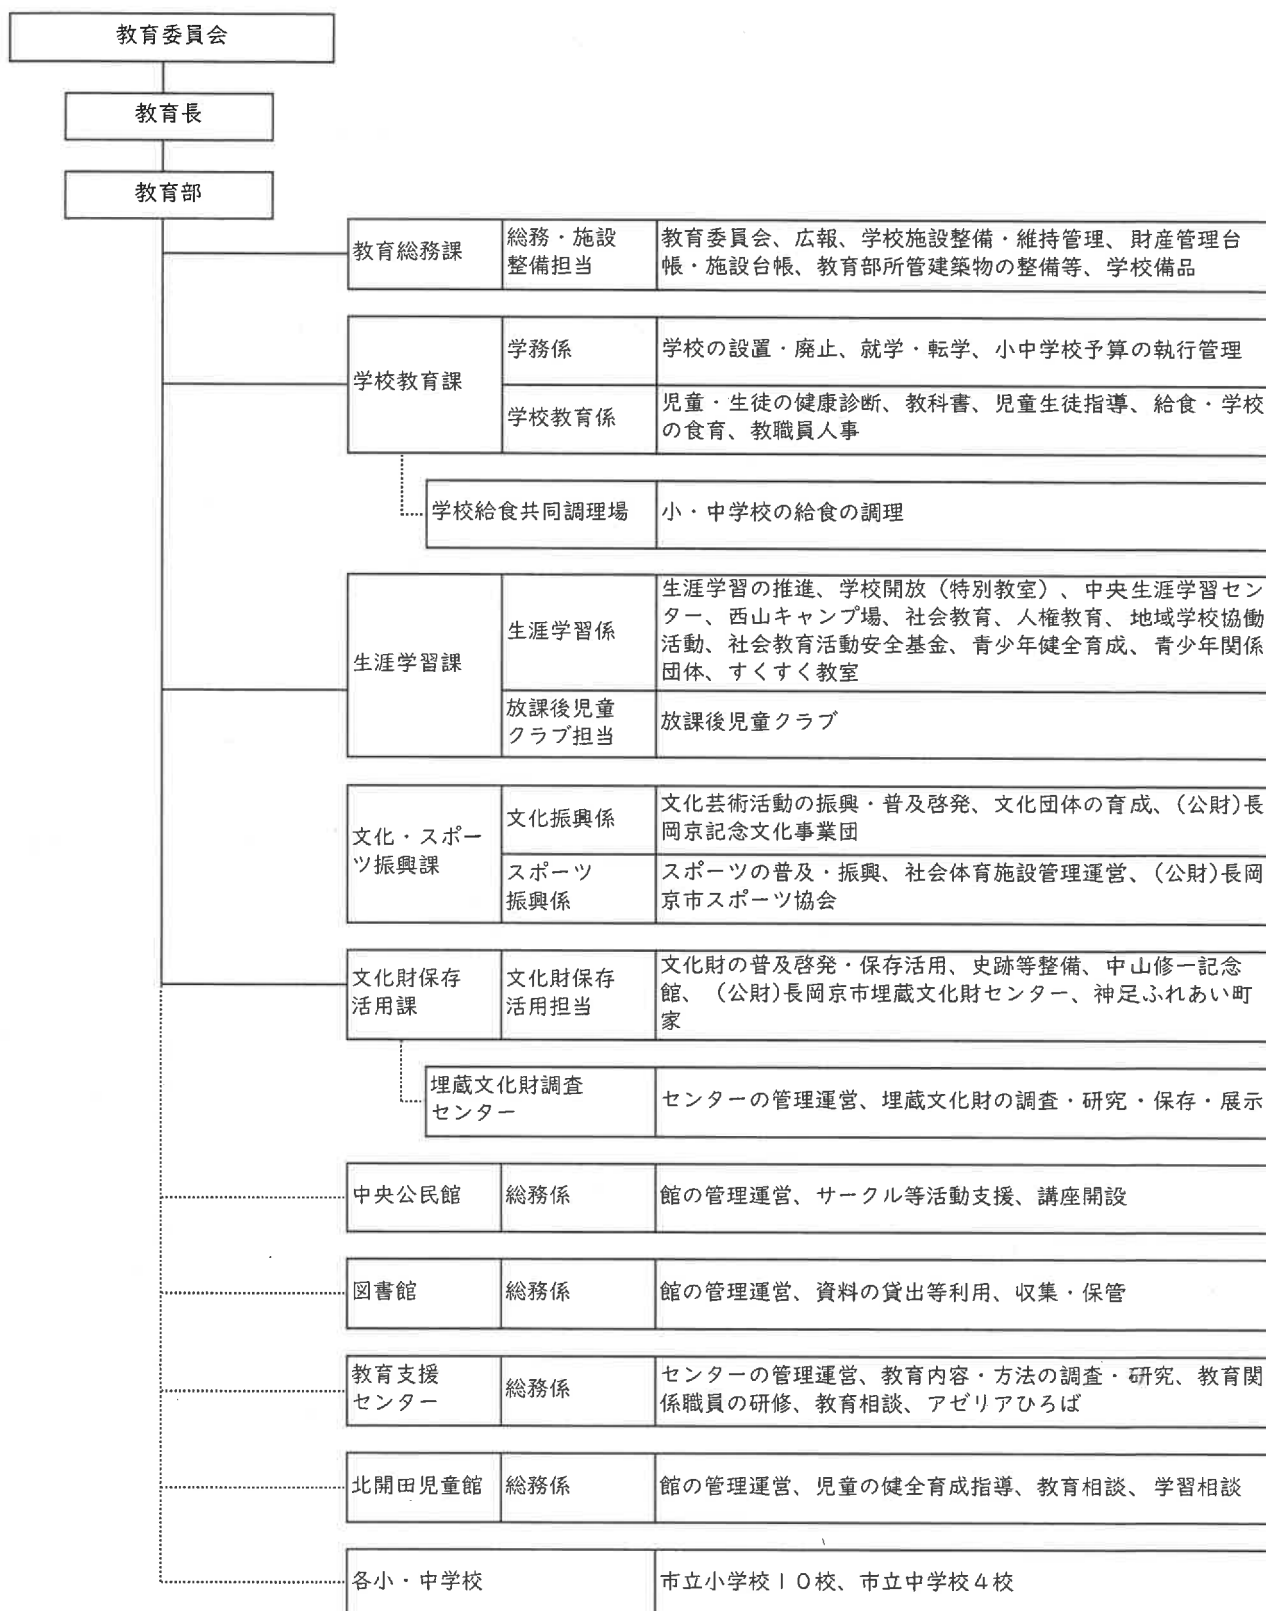 教育委員会
教育長
教育部
教育総務課
総務・施設
整備担当
教育委員会、広報、学校施設整備・維持管理、財産管理台
帳・施設台帳、教育部所管建築物の整備等、学校備品
学校教育課
学務係
学校の設置・廃止、就学・転学、小中学校予算の執行管理
学校教育係
児童・生徒の健康診断、教科書、児童生徒指導、給食・学校
の食育、教職員人事
学校給食共同調理場
小・中学校の給食の調理
生涯学習課
生涯学習係
生涯学習の推進、学校開放（特別教室）、中央生涯学習セン
ター、西山キャンプ場、社会教育、人権教育、地域学校協働
活動、社会教育活動安全基金、青少年健全育成、青少年関係
団体、すくすく教室
放課後児童
クラブ担当
放課後児童クラブ
文化・スポー
ツ振興課
文化振興係
文化芸術活動の振興・普及啓発、文化団体の育成、(公財)長
岡京記念文化事業団
スポーツ
振興係
スポーツの普及・振興、社会体育施設管理運営、(公財)長岡
京市スポーツ協会
文化財保存
活用課
文化財保存
活用担当
文化財の普及啓発・保存活用、史跡等整備、中山修一記念
館、（公財)長岡京市埋蔵文化財センター、神足ふれあい町
家
埋蔵文化財調査
センター
センターの管理運営、埋蔵文化財の調査・研究・保存・展示
中央公民館
総務係
館の管理運営、サークル等活動支援、講座開設
図書館
総務係
館の管理運営、資料の貸出等利用、収集・保管
教育支援
センター
総務係
センターの管理運営、教育内容・方法の調査・研究、教育関
係職員の研修、教育相談、アゼリアひろば
北開田児童館
総務係
館の管理運営、児童の健全育成指導、教育相談、学習相談
各小・中学校
市立小学校１０校、市立中学校４校